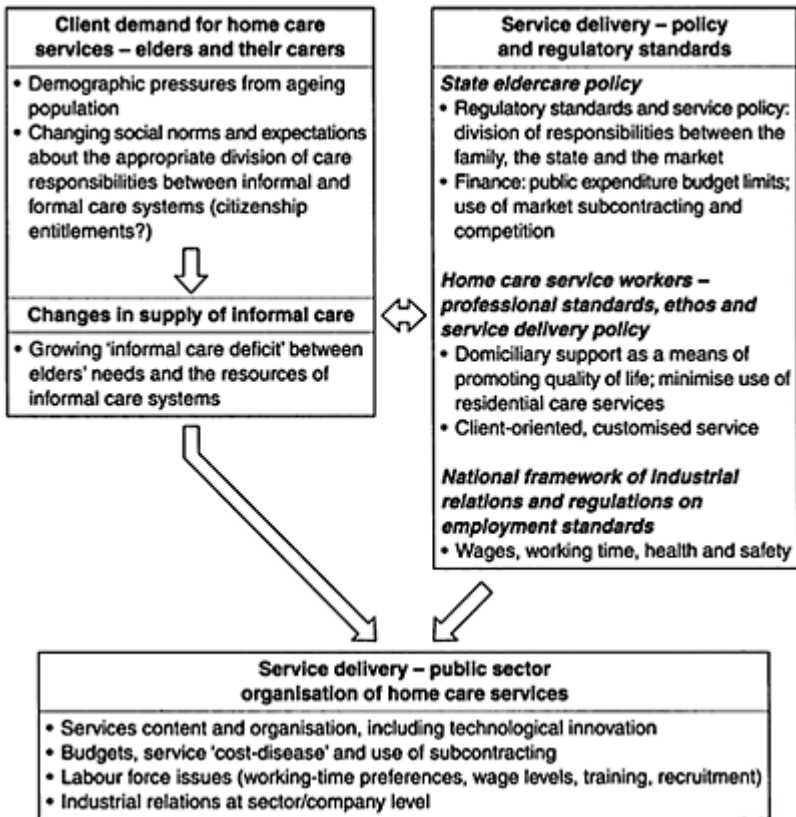 Client demand for home care
services – elders and their carers
• Demographic pressures from ageing
population
• Changing social norms and expectations
about the appropriate division of care
responsibilities between informal and
formal care systems (citizenship
entitlements?)
Changes in supply of informal care
• Growing 'informal care deficit' between
elders' needs and the resources of
informal care systems
Service delivery – policy
and regulatory standards
State eldercare policy
• Regulatory standards and service policy:
division of responsibilities between the
family, the state and the market
• Finance: public expenditure budget limits;
use of market subcontracting and
competition
Home care service workers –
professional standards, ethos and
service delivery policy
• Domiciliary support as a means of
promoting quality of life; minimise use of
residential care services
• Client-oriented, customised service
National framework of industrial
relations and regulations on
employment standards
• Wages, working time, health and safety
Service delivery – public sector
organisation of home care services
• Services content and organisation, including technological innovation
• Budgets, service 'cost-disease' and use of subcontracting
• Labour force issues (working-time preferences, wage levels, training, recruitment)
• Industrial relations at sector/company level